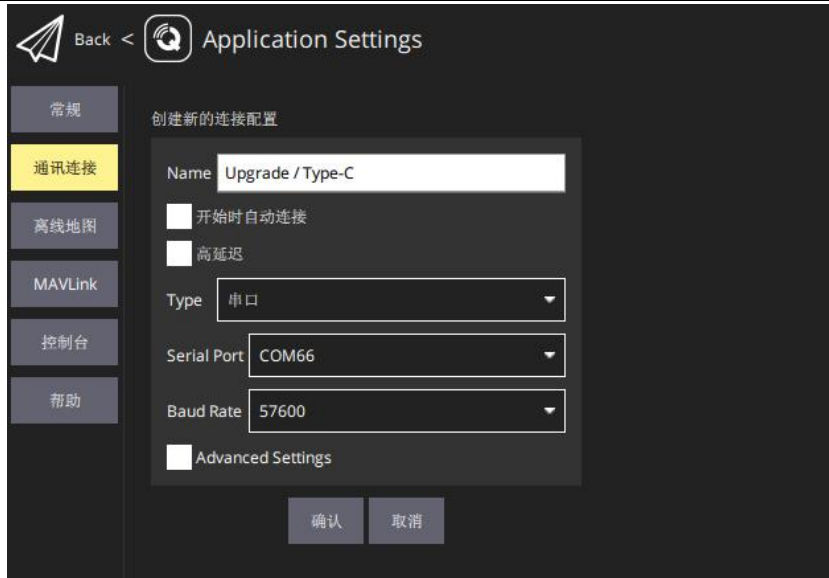 Back < Application Settings
常规
通讯连接
离线地图
MAVLink
控制台
帮助
创建新的连接配置
Name Upgrade / Type-C
开始时自动连接
高延迟
Type 串口
Serial Port COM66
Baud Rate 57600
Advanced Settings
确认 取消